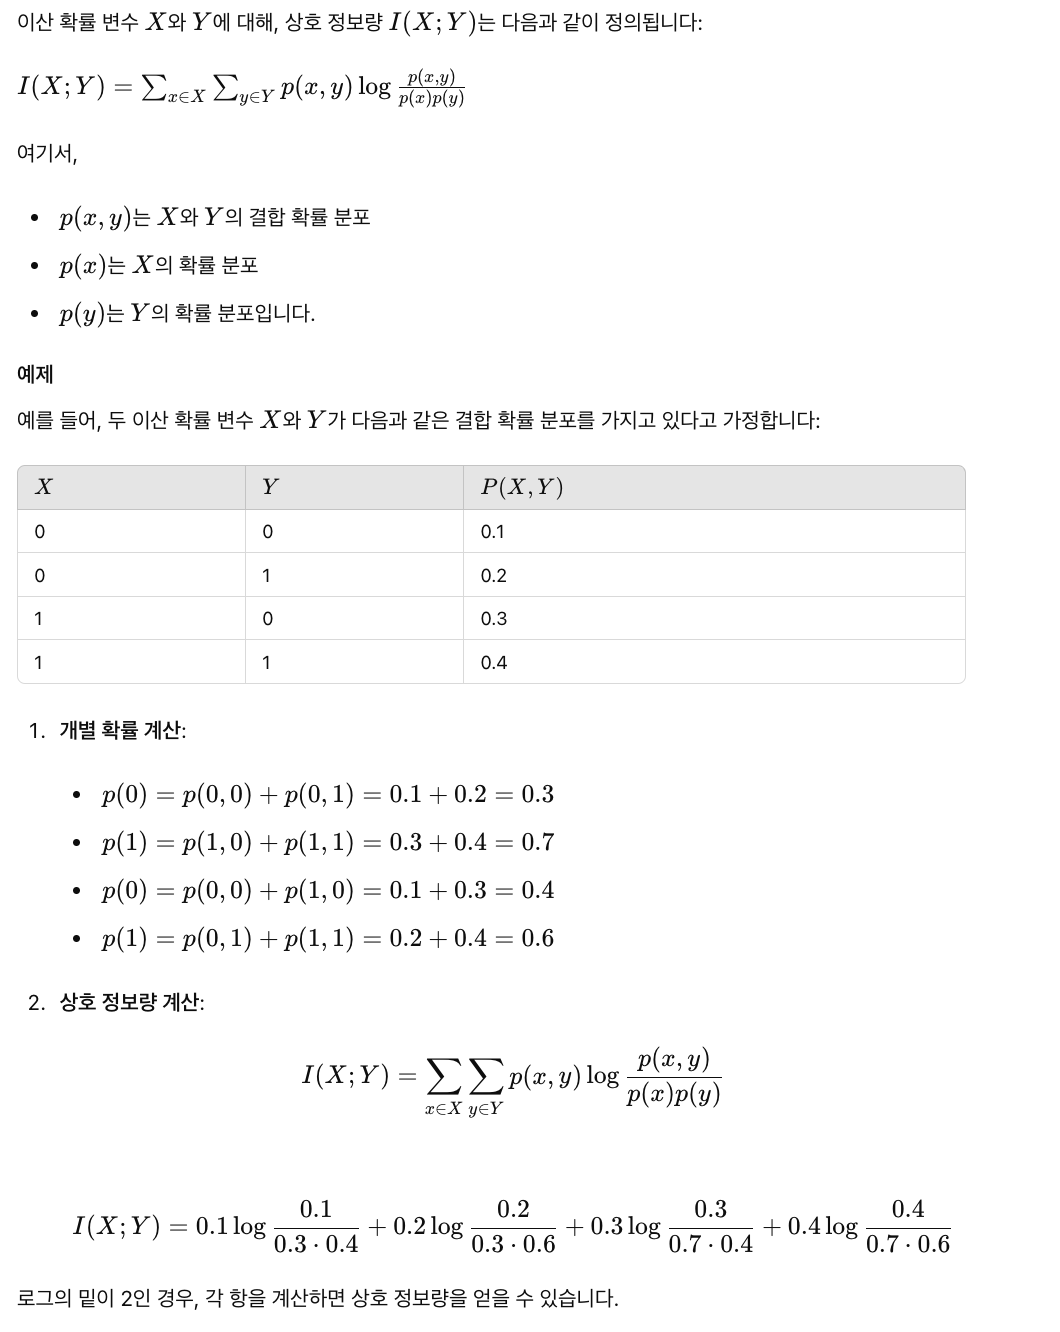 이산 확률 변수 X와 Y에 대해, 상호 정보량 I(X;Y)는 다음과 같이 정의됩니다:
I(X;Y) = ∑_{x∈X} ∑_{y∈Y} p(x,y) log \frac{p(x,y)}{p(x)p(y)}
여기서,
• p(x,y)는 X와 Y의 결합 확률 분포
• p(x)는 X의 확률 분포
• p(y)는 Y의 확률 분포입니다.
예제
예를 들어, 두 이산 확률 변수 X와 Y가 다음과 같은 결합 확률 분포를 가지고 있다고 가정합니다:
X Y P(X,Y)
0 0 0.1
0 1 0.2
1 0 0.3
1 1 0.4
1. 개별 확률 계산:
• p(0) = p(0,0) + p(0,1) = 0.1 + 0.2 = 0.3
• p(1) = p(1,0) + p(1,1) = 0.3 + 0.4 = 0.7
• p(0) = p(0,0) + p(1,0) = 0.1 + 0.3 = 0.4
• p(1) = p(0,1) + p(1,1) = 0.2 + 0.4 = 0.6
2. 상호 정보량 계산:
I(X;Y) = ∑_{x∈X} ∑_{y∈Y} p(x,y) log \frac{p(x,y)}{p(x)p(y)}
I(X;Y) = 0.1 log \frac{0.1}{0.3·0.4} + 0.2 log \frac{0.2}{0.3·0.6} + 0.3 log \frac{0.3}{0.7·0.4} + 0.4 log \frac{0.4}{0.7·0.6}
로그의 밑이 2인 경우, 각 항을 계산하면 상호 정보량을 얻을 수 있습니다.